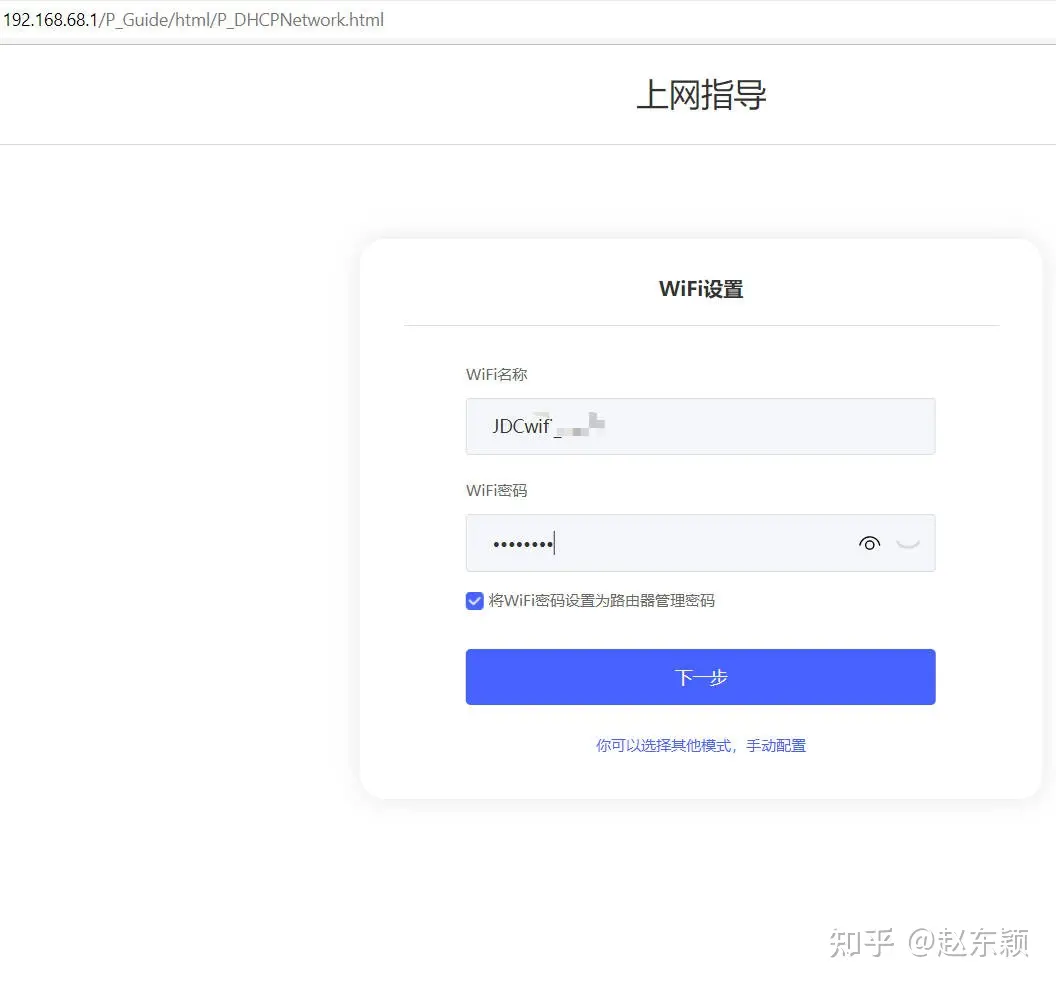 192.168.68.1/P_Guide/html/P_DHCPNetwork.html
上网指导
WiFi设置
WiFi名称
JDCwif
WiFi密码
••••••••
将WiFi密码设置为路由器管理密码
下一步
你可以选择其他模式，手动配置
知乎 @赵东颖